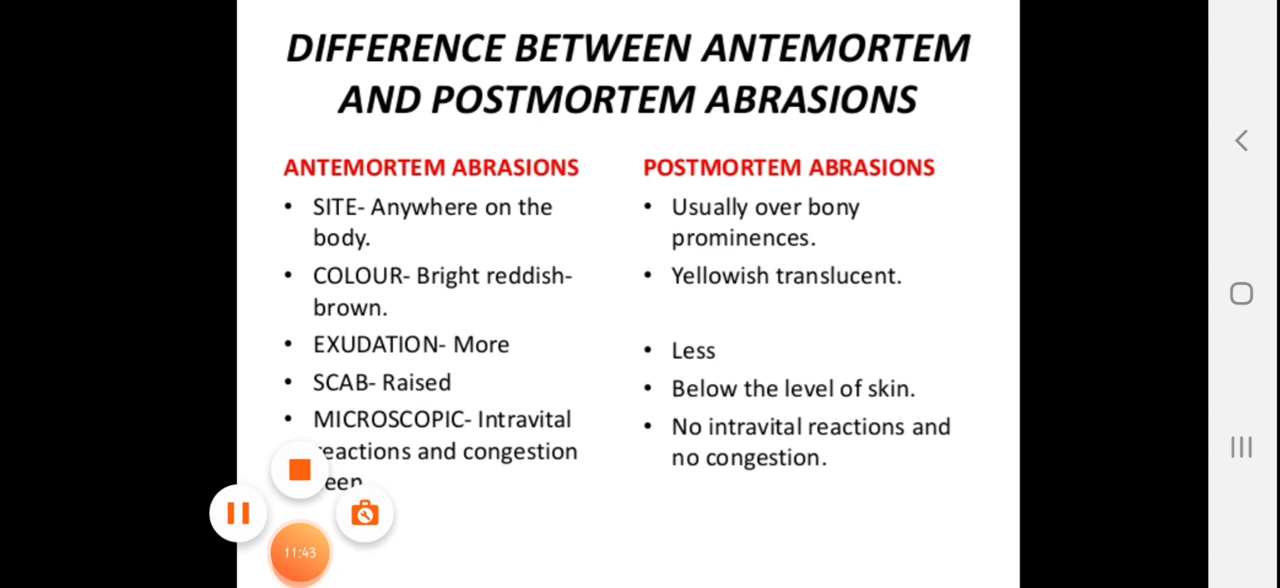 DIFFERENCE BETWEEN ANTEMORTEM
AND POSTMORTEM ABRASIONS
ANTEMORTEM ABRASIONS
• SITE- Anywhere on the
body.
• COLOUR- Bright reddish-
brown.
• EXUDATION- More
• SCAB- Raised
• MICROSCOPIC- Intravital
reactions and congestion
POSTMORTEM ABRASIONS
• Usually over bony
prominences.
• Yellowish translucent.
• Less
• Below the level of skin.
• No intravital reactions and
no congestion.
11:43